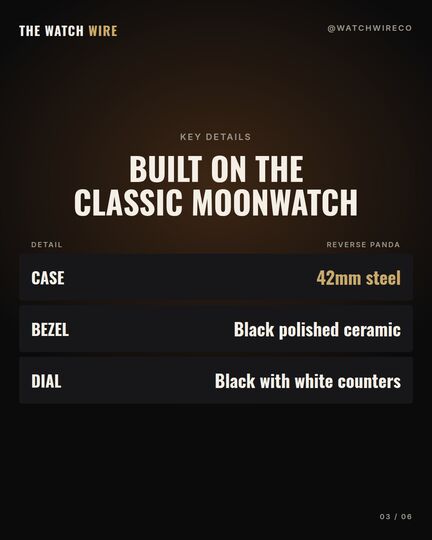 THE WATCH WIRE
@WATCHWIRECO
KEY DETAILS
BUILT ON THE
CLASSIC MOONWATCH
DETAIL REVERSE PANDA
CASE 42mm steel
BEZEL Black polished ceramic
DIAL Black with white counters
03 / 06